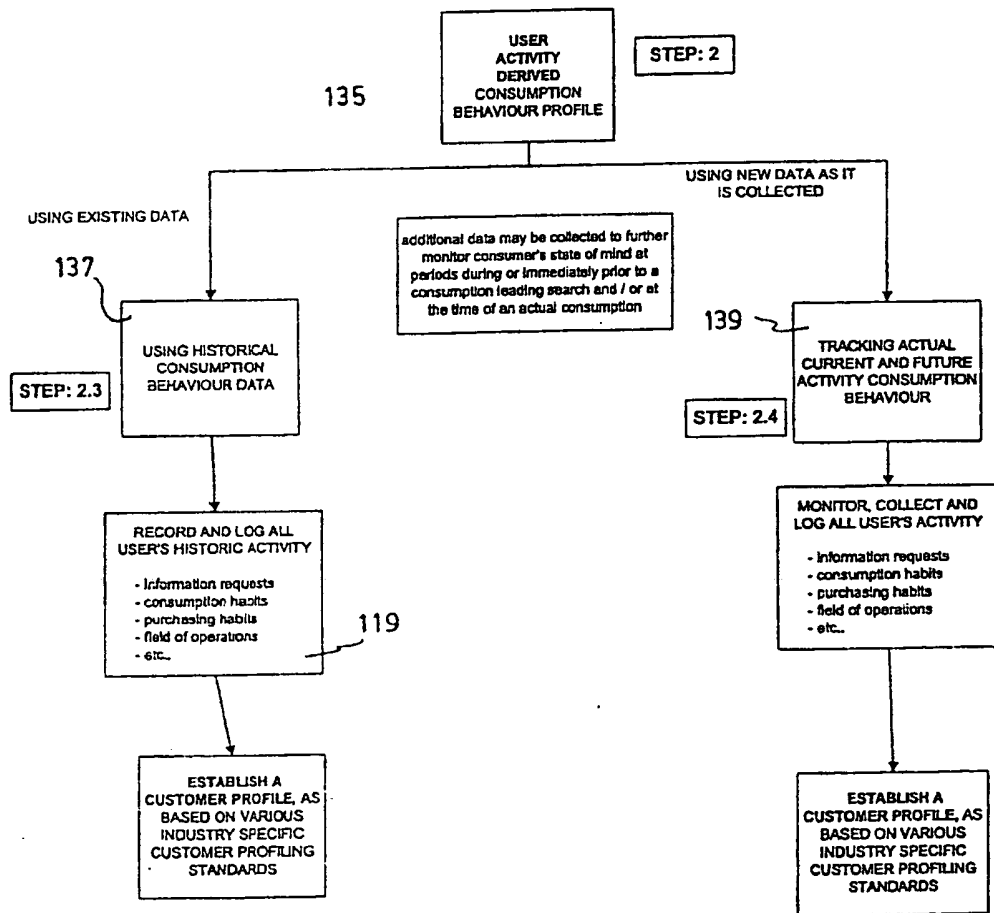 USER
ACTIVITY
DERIVED
CONSUMPTION
BEHAVIOUR PROFILE
STEP: 2
135
USING EXISTING DATA
USING NEW DATA AS IT
IS COLLECTED
additional data may be collected to further
monitor consumer's state of mind at
periods during or immediately prior to a
consumption leading search and / or at
the time of an actual consumption
137
USING HISTORICAL
CONSUMPTION
BEHAVIOUR DATA
STEP: 2.3
139
TRACKING ACTUAL
CURRENT AND FUTURE
ACTIVITY CONSUMPTION
BEHAVIOUR
STEP: 2.4
RECORD AND LOG ALL
USER'S HISTORIC ACTIVITY
- information requests
- consumption habits
- purchasing habits
- field of operations
- etc..
119
MONITOR, COLLECT AND
LOG ALL USER'S ACTIVITY
- information requests
- consumption habits
- purchasing habits
- field of operations
- etc..
ESTABLISH A
CUSTOMER PROFILE, AS
BASED ON VARIOUS
INDUSTRY SPECIFIC
CUSTOMER PROFILING
STANDARDS
ESTABLISH A
CUSTOMER PROFILE, AS
BASED ON VARIOUS
INDUSTRY SPECIFIC
CUSTOMER PROFILING
STANDARDS